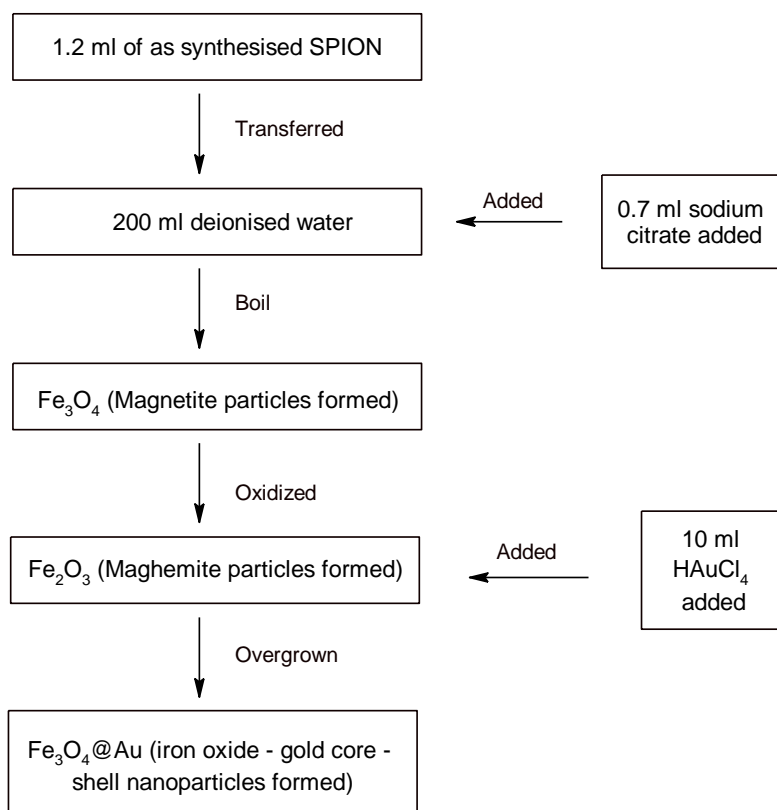 1.2 ml of as synthesised SPION
Transferred
200 ml deionised water
Added
0.7 ml sodium
citrate added
Boil
Fe₃O₄ (Magnetite particles formed)
Oxidized
Fe₂O₃ (Maghemite particles formed)
Added
10 ml
HAuCl₄
added
Overgrown
Fe₃O₄@Au (iron oxide - gold core -
shell nanoparticles formed)